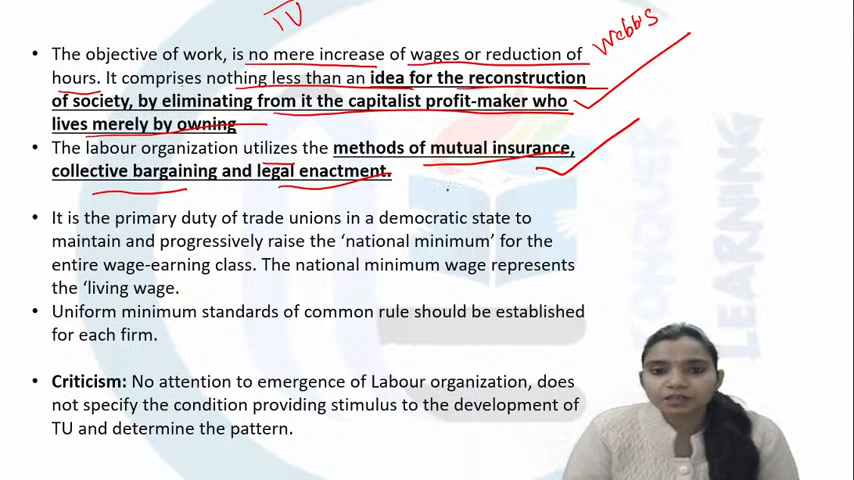 TU
Webb's
• The objective of work, is no mere increase of wages or reduction of
hours. It comprises nothing less than an idea for the reconstruction
of society, by eliminating from it the capitalist profit-maker who
lives merely by owning
• The labour organization utilizes the methods of mutual insurance,
collective bargaining and legal enactment.
• It is the primary duty of trade unions in a democratic state to
maintain and progressively raise the ‘national minimum’ for the
entire wage-earning class. The national minimum wage represents
the ‘living wage.
• Uniform minimum standards of common rule should be established
for each firm.
• Criticism: No attention to emergence of Labour organization, does
not specify the condition providing stimulus to the development of
TU and determine the pattern.
CONQUER
LEARNING